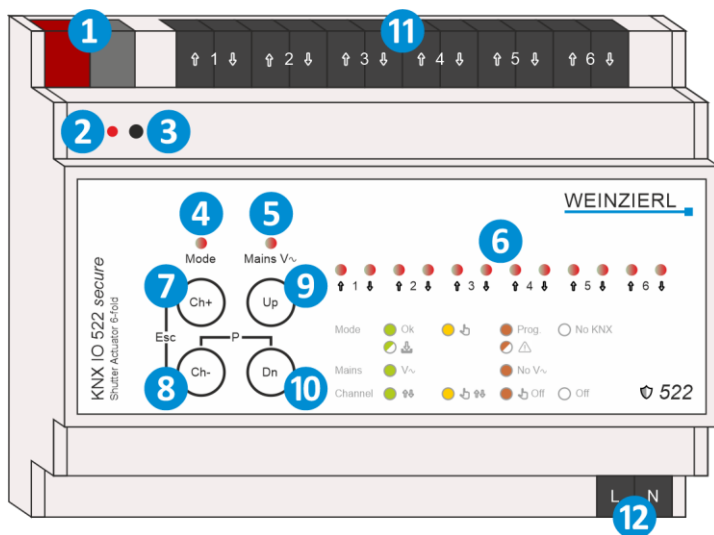 1 11
1 2 3 4 5 6
2 3
WEINZIERL
4 5 6
Mode Mains V~
7 Ch+ Up 9
1 2 3 4 5 6
Esc P
8 Ch- Dn 10
Mode Ok Prog. No KNX
Mains V~ No V~
Channel Off Off
KNX IO 522 secure
Shutter Actuator 6-fold
522
L N
12